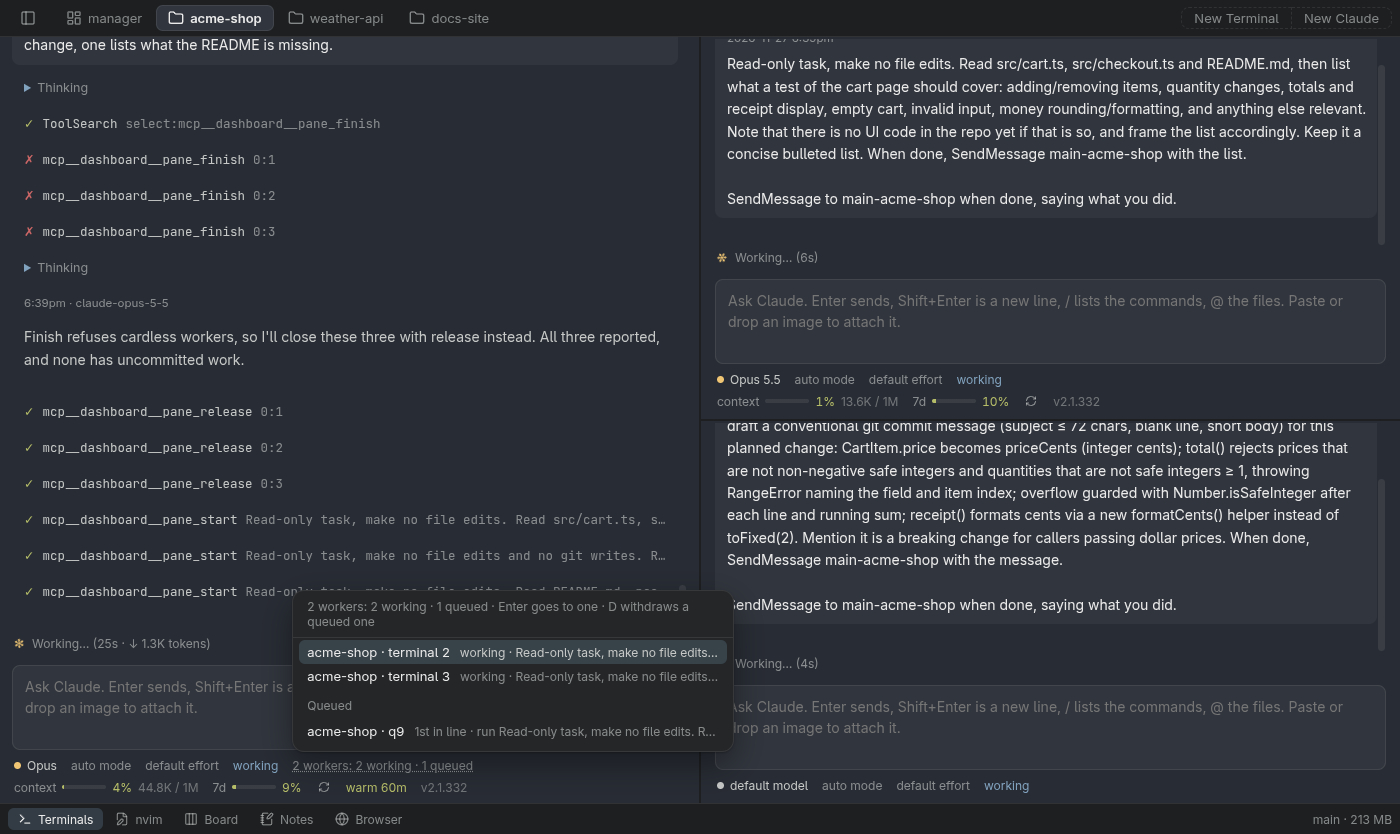 manager
acme-shop
weather-api
docs-site
New Terminal
New Claude
change, one lists what the README is missing.
Thinking
✓ ToolSearch select:mcp__dashboard__pane_finish
✗ mcp__dashboard__pane_finish 0:1
✗ mcp__dashboard__pane_finish 0:2
✗ mcp__dashboard__pane_finish 0:3
Thinking
6:39pm · claude-opus-5-5
Finish refuses cardless workers, so I'll close these three with release instead. All three reported,
and none has uncommitted work.
✓ mcp__dashboard__pane_release 0:1
✓ mcp__dashboard__pane_release 0:2
✓ mcp__dashboard__pane_release 0:3
✓ mcp__dashboard__pane_start Read-only task, make no file edits. Read src/cart.ts, s…
✓ mcp__dashboard__pane_start Read-only task, make no file edits and no git writes. R…
✓ mcp__dashboard__pane_start
Working… (25s · ↓ 1.3K tokens)
Ask Claude. Enter sends, Shift+Enter is a
drop an image to attach it.
Opus auto mode default effort working 2 workers: 2 working · 1 queued
context 4% 44.8K / 1M 7d 9% warm 60m v2.1.332
2 workers: 2 working · 1 queued · Enter goes to one · D withdraws a
queued one
acme-shop · terminal 2 working · Read-only task, make no file edits…
acme-shop · terminal 3 working · Read-only task, make no file edits…
Queued
acme-shop · q9 1st in line · run Read-only task, make no file edits. R…
Read-only task, make no file edits. Read src/cart.ts, src/checkout.ts and README.md, then list
what a test of the cart page should cover: adding/removing items, quantity changes, totals and
receipt display, empty cart, invalid input, money rounding/formatting, and anything else relevant.
Note that there is no UI code in the repo yet if that is so, and frame the list accordingly. Keep it a
concise bulleted list. When done, SendMessage main-acme-shop with the list.
SendMessage to main-acme-shop when done, saying what you did.
Working… (6s)
Ask Claude. Enter sends, Shift+Enter is a new line, / lists the commands, @ the files. Paste or
drop an image to attach it.
Opus 5.5 auto mode default effort working
context 1% 13.6K / 1M 7d 10% v2.1.332
draft a conventional git commit message (subject ≤ 72 chars, blank line, short body) for this
planned change: CartItem.price becomes priceCents (integer cents); total() rejects prices that
are not non-negative safe integers and quantities that are not safe integers ≥ 1, throwing
RangeError naming the field and item index; overflow guarded with Number.isSafeInteger after
each line and running sum; receipt() formats cents via a new formatCents() helper instead of
toFixed(2). Mention it is a breaking change for callers passing dollar prices. When done,
SendMessage main-acme-shop with the message.
SendMessage to main-acme-shop when done, saying what you did.
Working… (4s)
Ask Claude. Enter sends, Shift+Enter is a new line, / lists the commands, @ the files. Paste or
drop an image to attach it.
default model auto mode default effort working
Terminals
nvim
Board
Notes
Browser
main · 213 MB